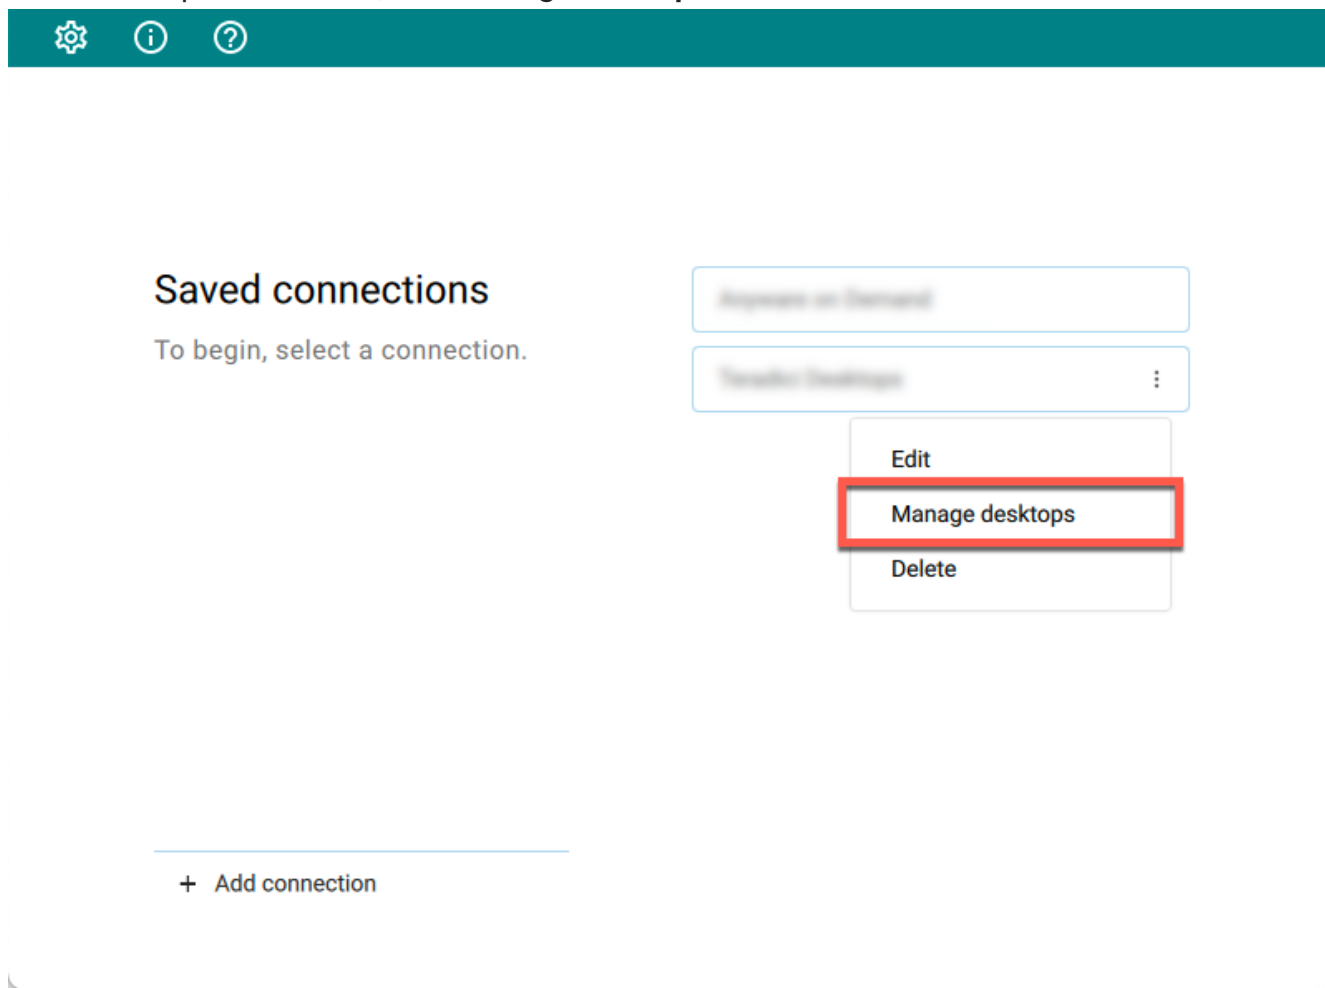 Saved connections
To begin, select a connection.
Edit
Manage desktops
Delete
+ Add connection